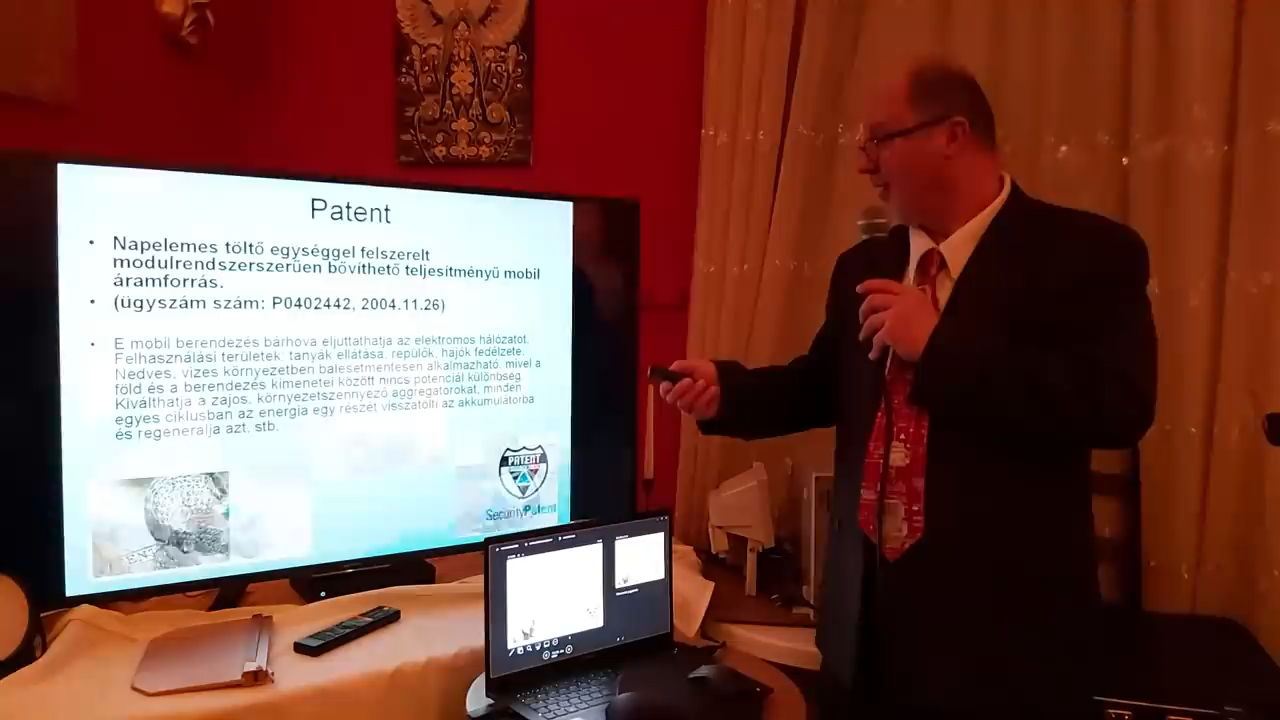 Patent
• Napelemes töltő egységgel felszerelt
modulrendszerszerűen bővíthető teljesítményű mobil
áramforrás.
• (ügyszám szám: P0402442, 2004.11.26)
• E mobil berendezés bárhova eljuttathatja az elektromos hálózatot.
Felhasználási területek: tanyák ellátása, repülők, hajók fedélzete.
Nedves, vizes környezetben balesetmentesen alkalmazható, mivel a
föld és a berendezés kimenetei között nincs potenciál különbség.
Kiválthatja a zajos, környezetszennyező aggregátorokat, minden
egyes ciklusban az energia egy részét visszatölti az akkumulátorba
és regenerálja azt, stb.
PATENT
SecurityPatent